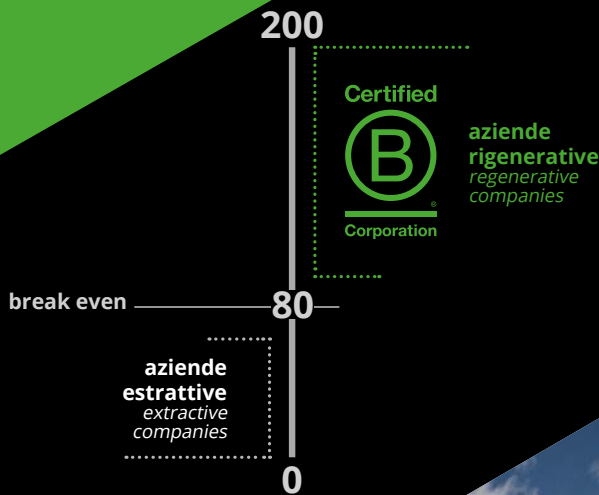 200
Certified
B
®
Corporation
aziende
rigenerative
regenerative
companies
break even
80
aziende
estrattive
extractive
companies
0